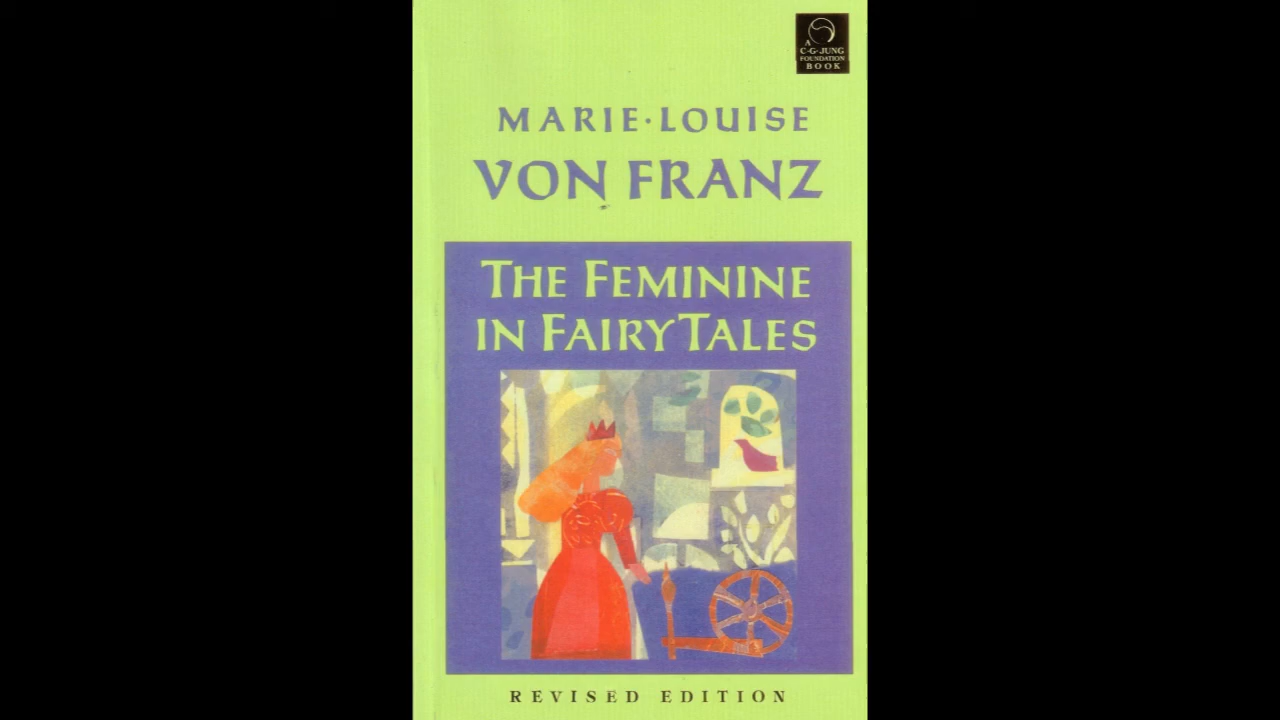 A
C·G·JUNG
FOUNDATION
BOOK
MARIE·LOUISE
VON FRANZ
THE FEMININE
IN FAIRY TALES
REVISED EDITION